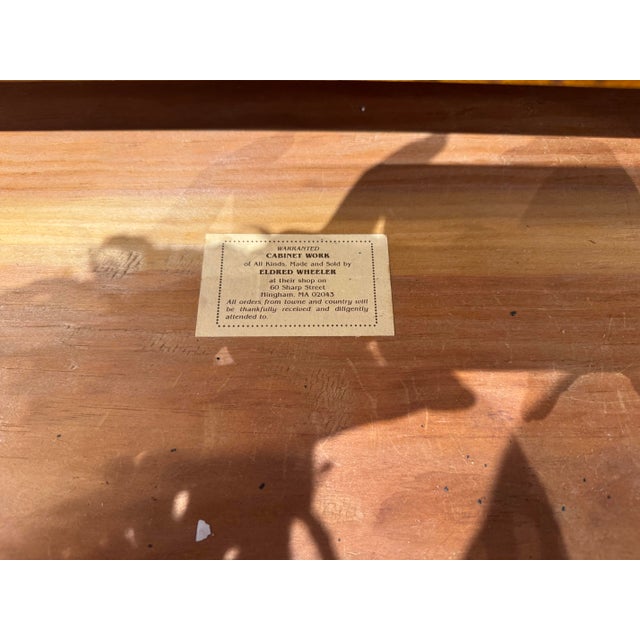 WARRANTED
CABINET WORK
of All Kinds, Made and Sold by
ELDRED WHEELER
at their shop on
60 Sharp Street
Hingham, MA 02043
All orders from towne and country will
be thankfully received and diligently
attended to.